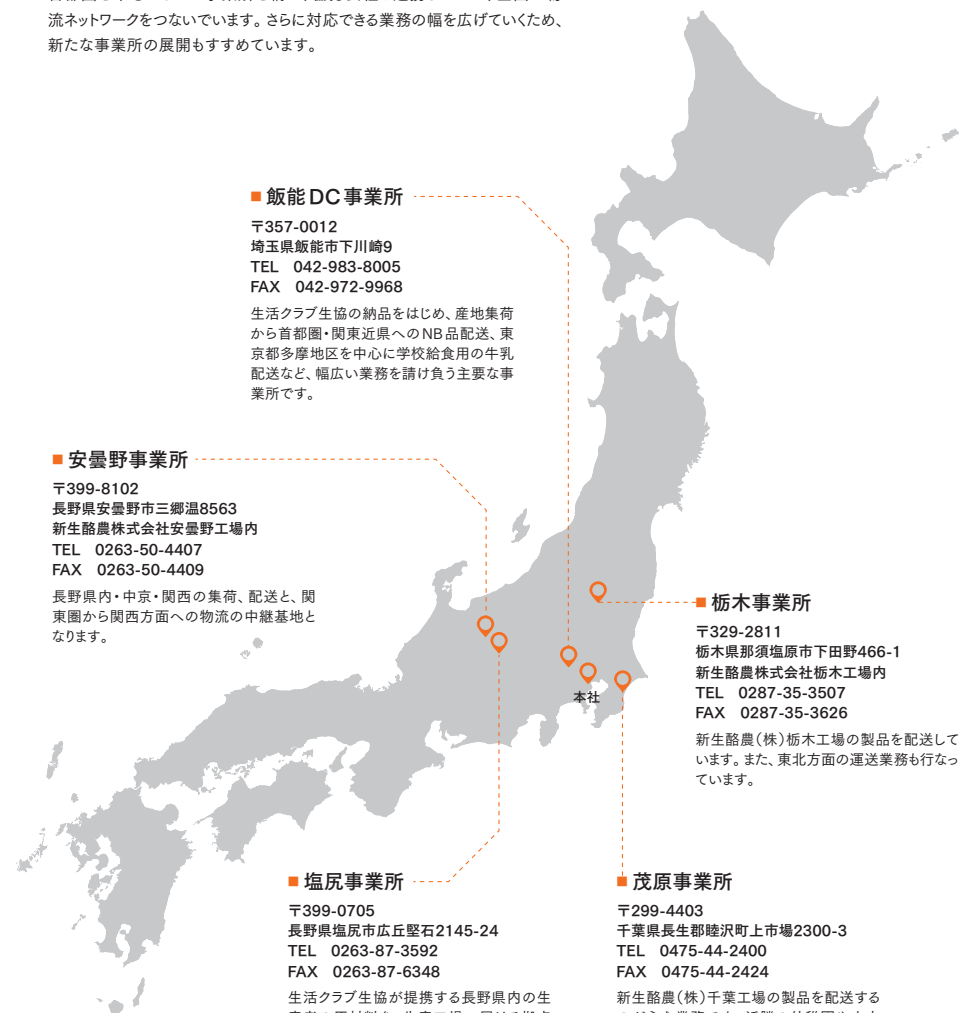 流ネットワークをつないでいます。さらに対応できる業務の幅を広げていくため、
新たな事業所の展開もすすめています。
■ 飯能DC事業所
〒357-0012
埼玉県飯能市下川崎9
TEL 042-983-8005
FAX 042-972-9968
生活クラブ生協の納品をはじめ、産地集荷
から首都圏・関東近県へのNB品配送、東
京都多摩地区を中心に学校給食用の牛乳
配送など、幅広い業務を請け負う主要な事
業所です。
■ 安曇野事業所
〒399-8102
長野県安曇野市三郷温8563
新生酪農株式会社安曇野工場内
TEL 0263-50-4407
FAX 0263-50-4409
長野県内・中京・関西の集荷、配送と、関
東圏から関西方面への物流の中継基地と
なります。
本社
■ 栃木事業所
〒329-2811
栃木県那須塩原市下田野466-1
新生酪農株式会社栃木工場内
TEL 0287-35-3507
FAX 0287-35-3626
新生酪農(株)栃木工場の製品を配送して
います。また、東北方面の運送業務も行なっ
ています。
■ 塩尻事業所
〒399-0705
長野県塩尻市広丘堅石2145-24
TEL 0263-87-3592
FAX 0263-87-6348
生活クラブ生協が提携する長野県内の生
■ 茂原事業所
〒299-4403
千葉県長生郡睦沢町上市場2300-3
TEL 0475-44-2400
FAX 0475-44-2424
新生酪農(株)千葉工場の製品を配送する